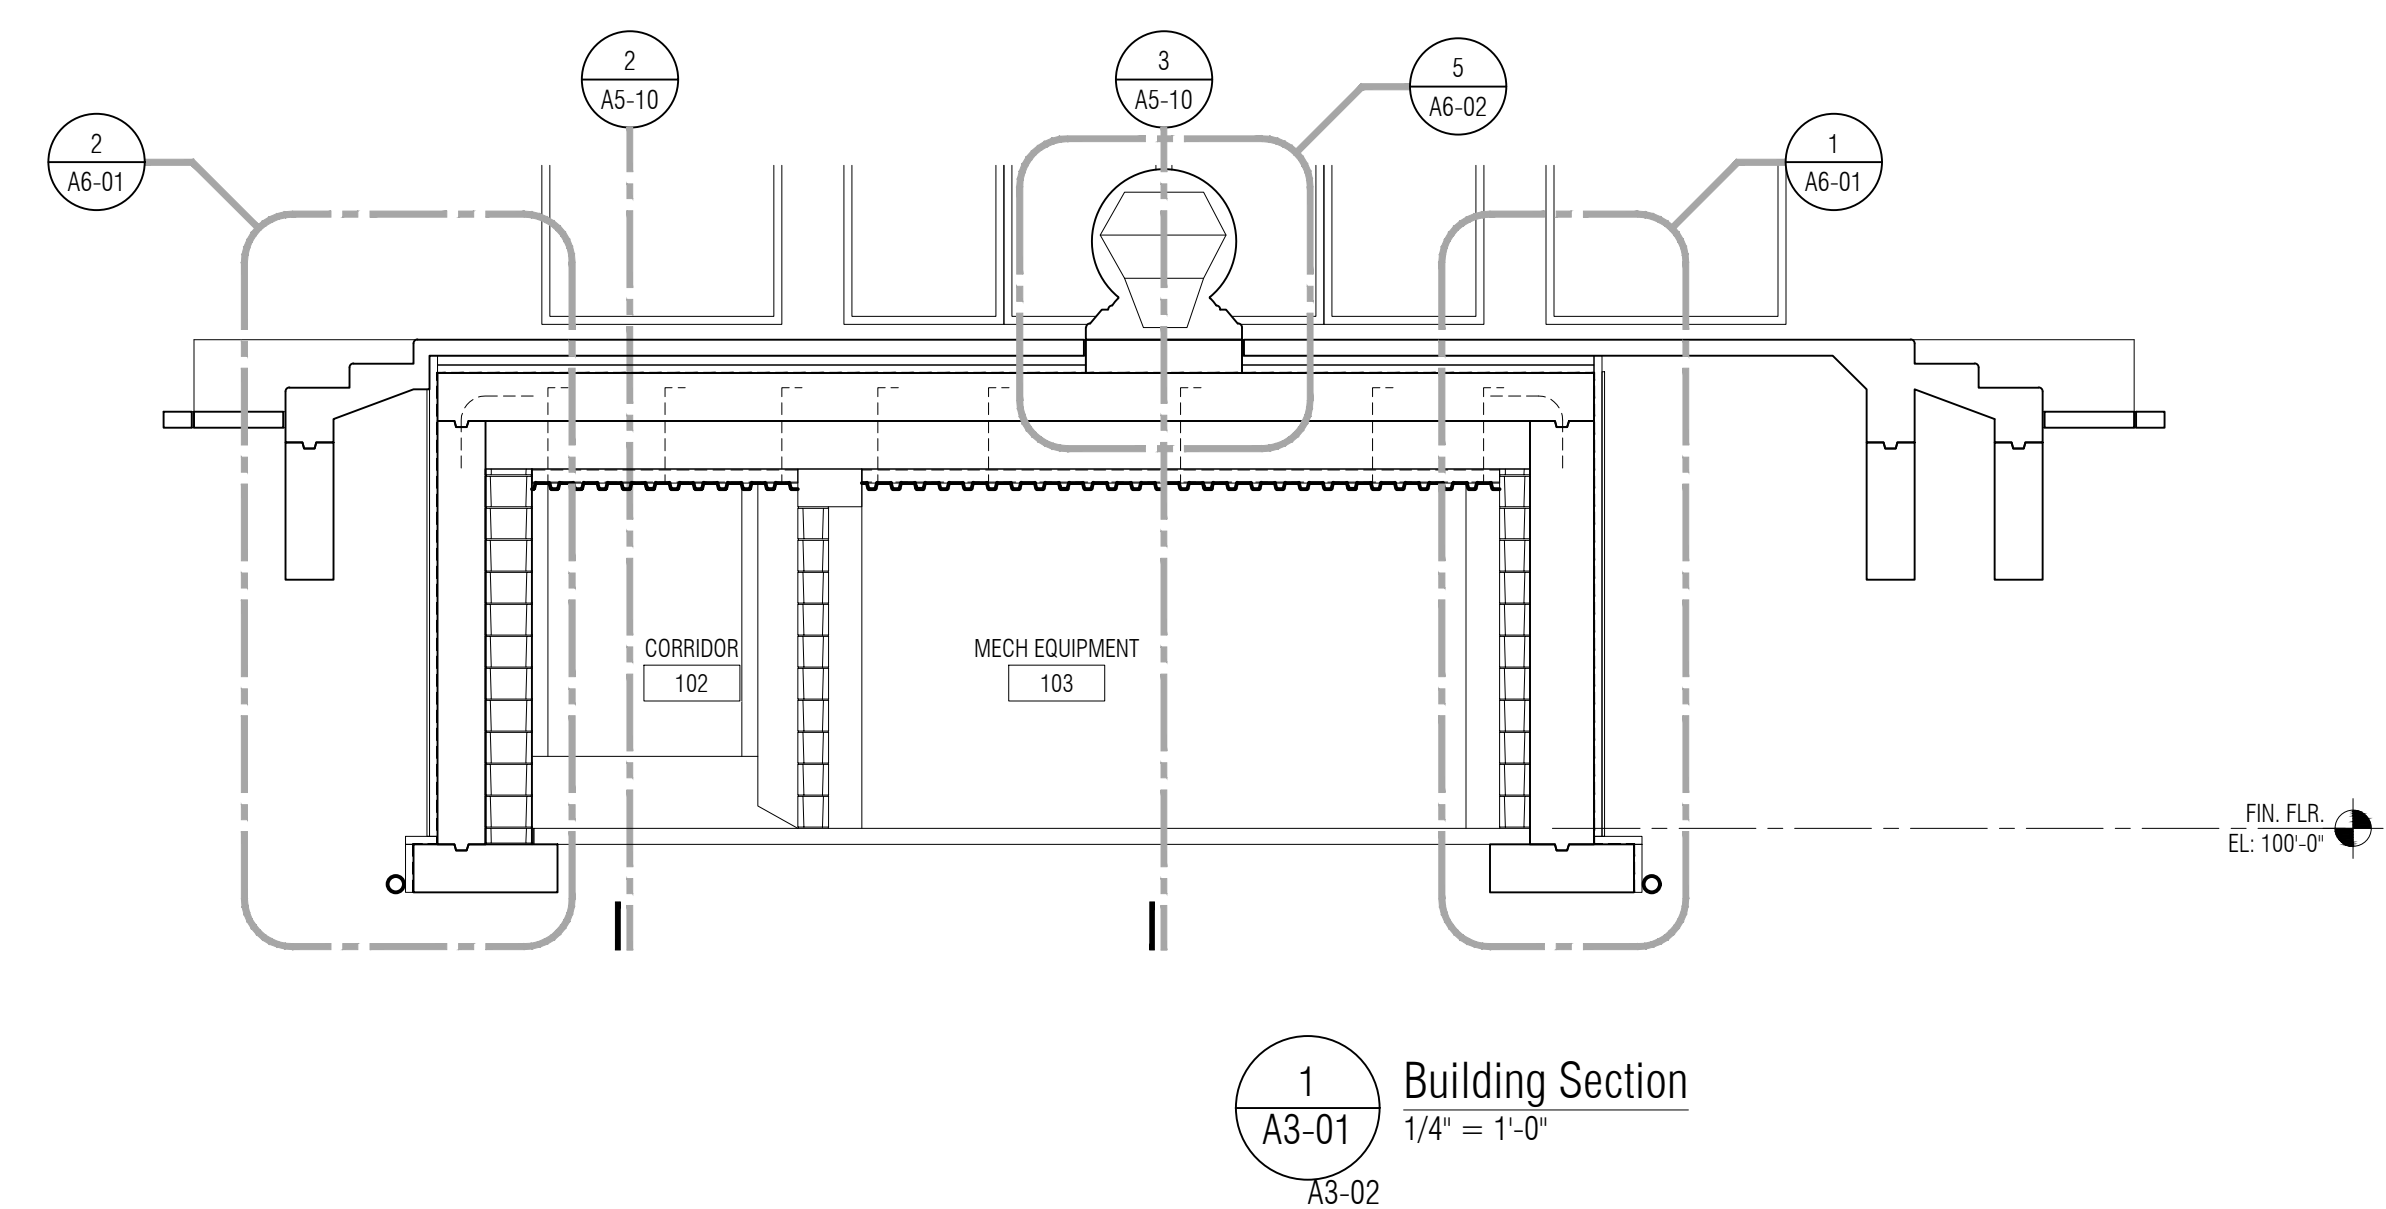 2
A5-10
3
A5-10
5
A6-02
2
A6-01
1
A6-01
CORRIDOR
102
MECH EQUIPMENT
103
FIN. FLR.
EL: 100'-0"
1
A3-01
A3-02
Building Section
1/4" = 1'-0"